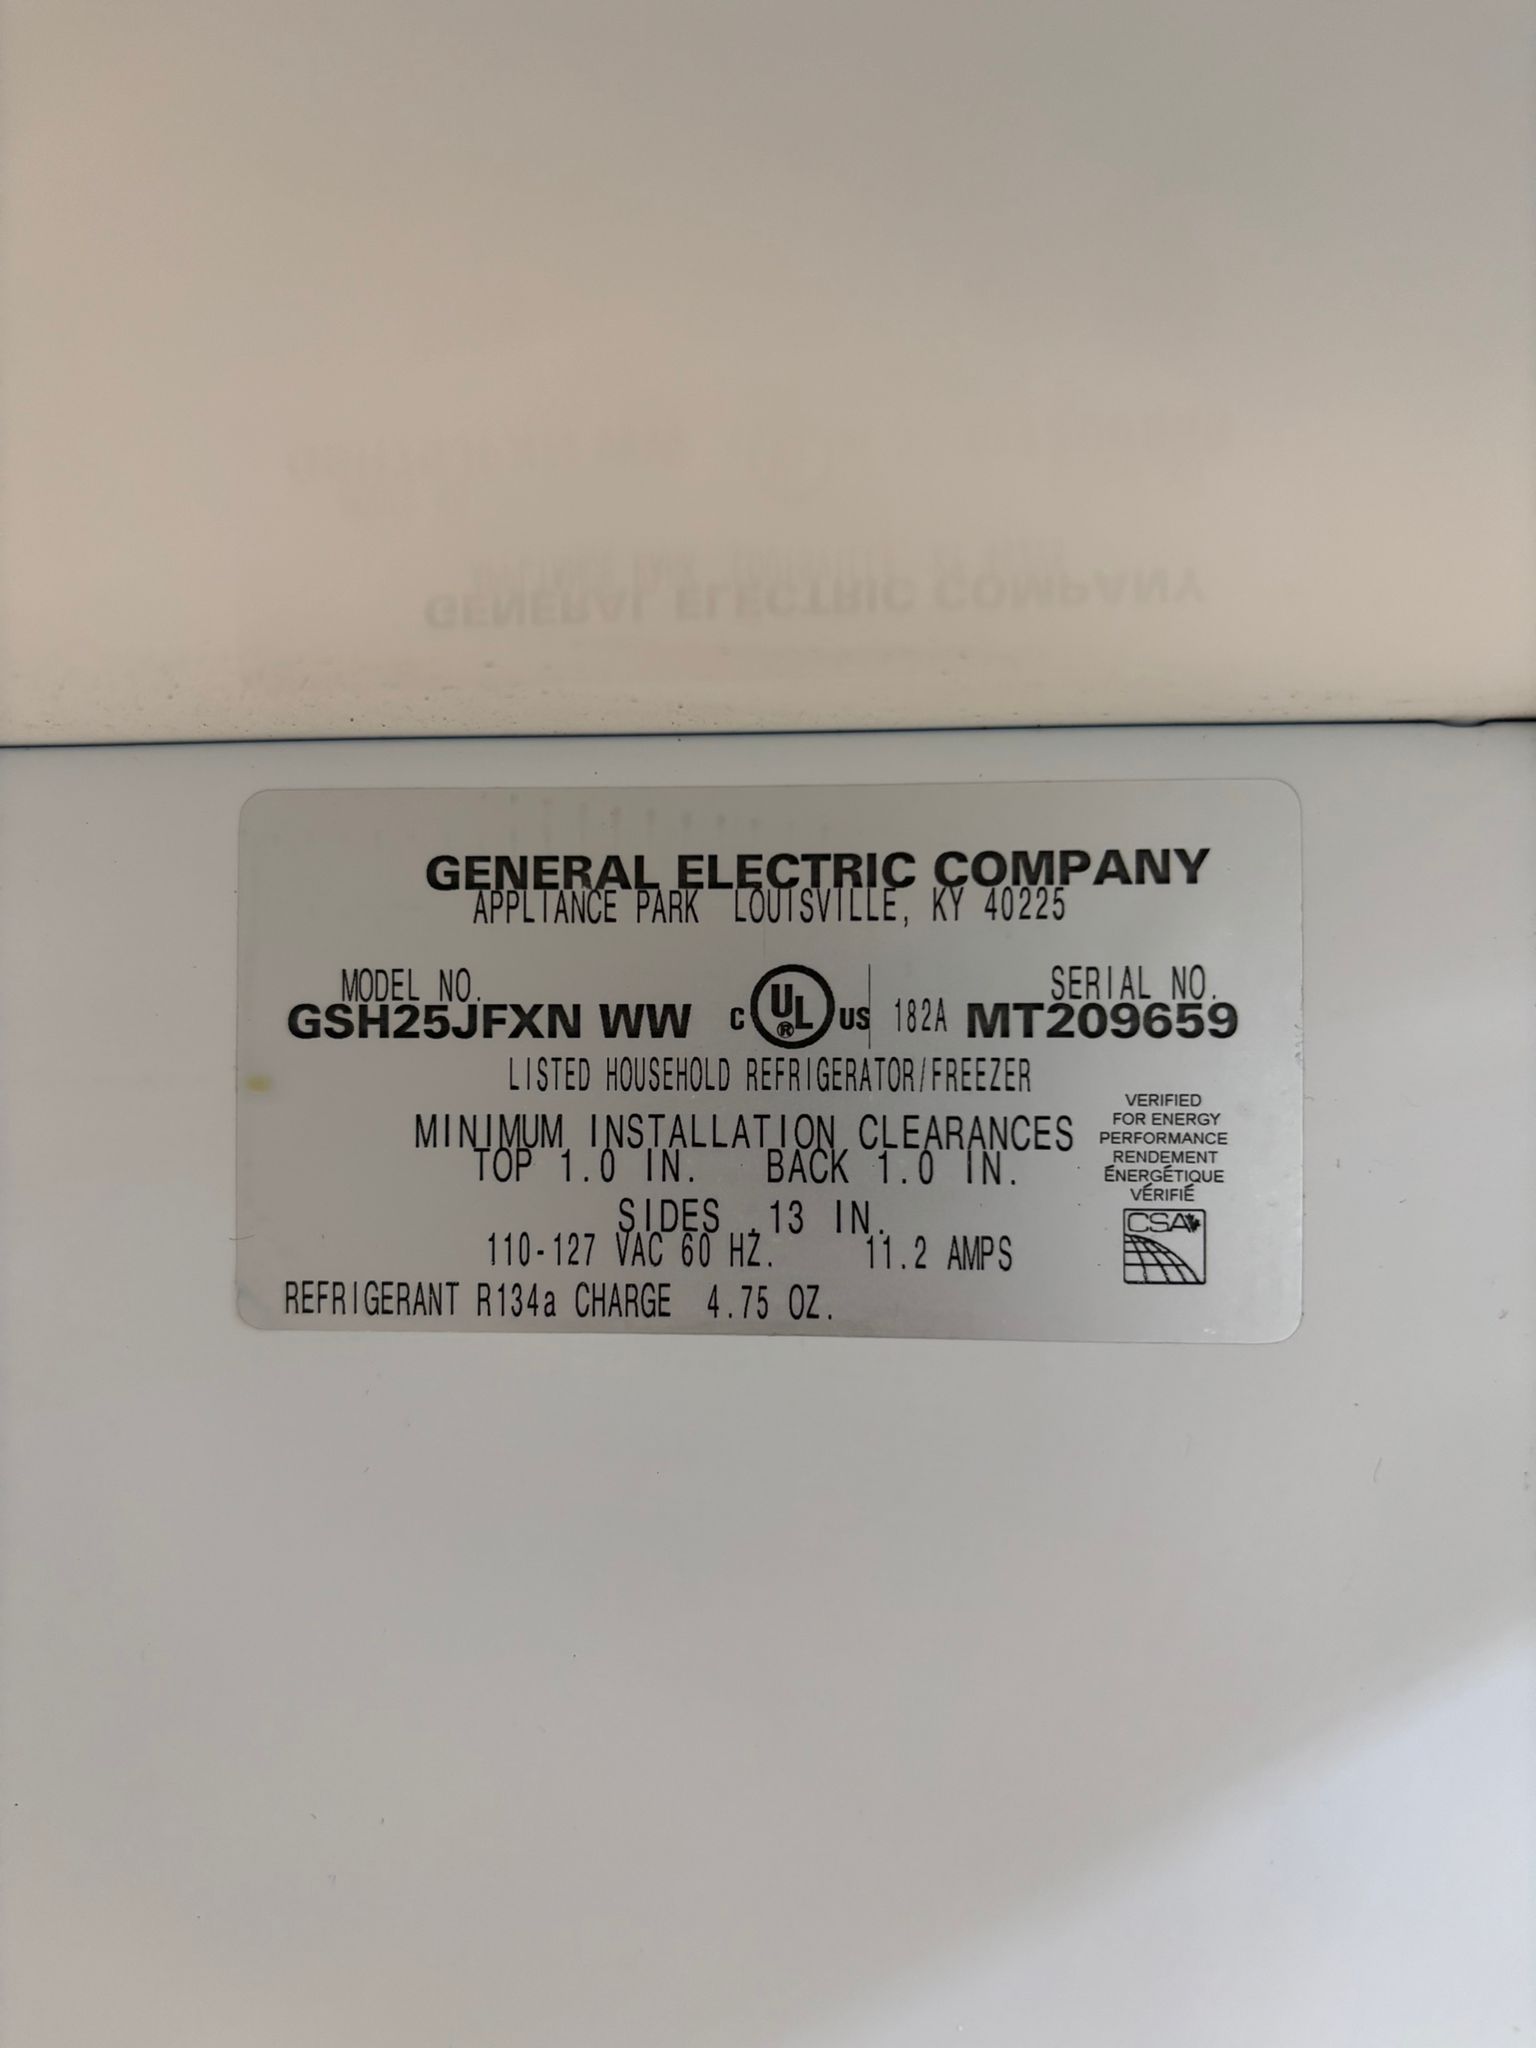 GENERAL ELECTRIC COMPANY
APPLIANCE PARK LOUISVILLE, KY 40225
MODEL NO.
GSH25JFXN WW
C UL ® US
182A
SERIAL NO.
MT209659
LISTED HOUSEHOLD REFRIGERATOR/FREEZER
MINIMUM INSTALLATION CLEARANCES
TOP 1.0 IN. BACK 1.0 IN.
SIDES .13 IN.
110-127 VAC 60 HZ. 11.2 AMPS
REFRIGERANT R134a CHARGE 4.75 OZ.
VERIFIED
FOR ENERGY
PERFORMANCE
RENDEMENT
ÉNERGÉTIQUE
VÉRIFIÉ
CSA